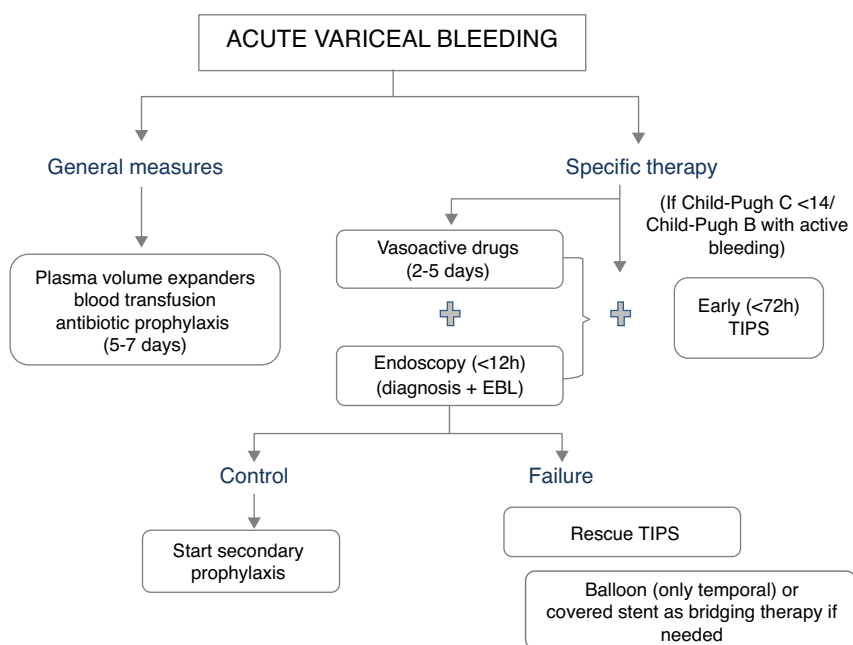 ACUTE VARICEAL BLEEDING
General measures
Specific therapy
(If Child-Pugh C <14/
Child-Pugh B with active
bleeding)
Vasoactive drugs
(2-5 days)
Plasma volume expanders
blood transfusion
antibiotic prophylaxis
(5-7 days)
Early (<72h)
TIPS
Endoscopy (<12h)
(diagnosis + EBL)
Control
Failure
Start secondary
prophylaxis
Rescue TIPS
Balloon (only temporal) or
covered stent as bridging therapy if
needed